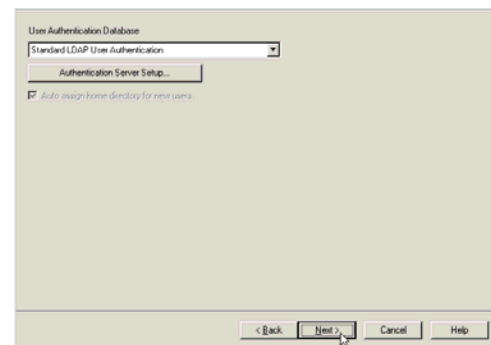 User Authentication Database
Standard LDAP User Authentication
Authentication Server Setup...
Auto assign home directory for new users
< Back Next > Cancel Help